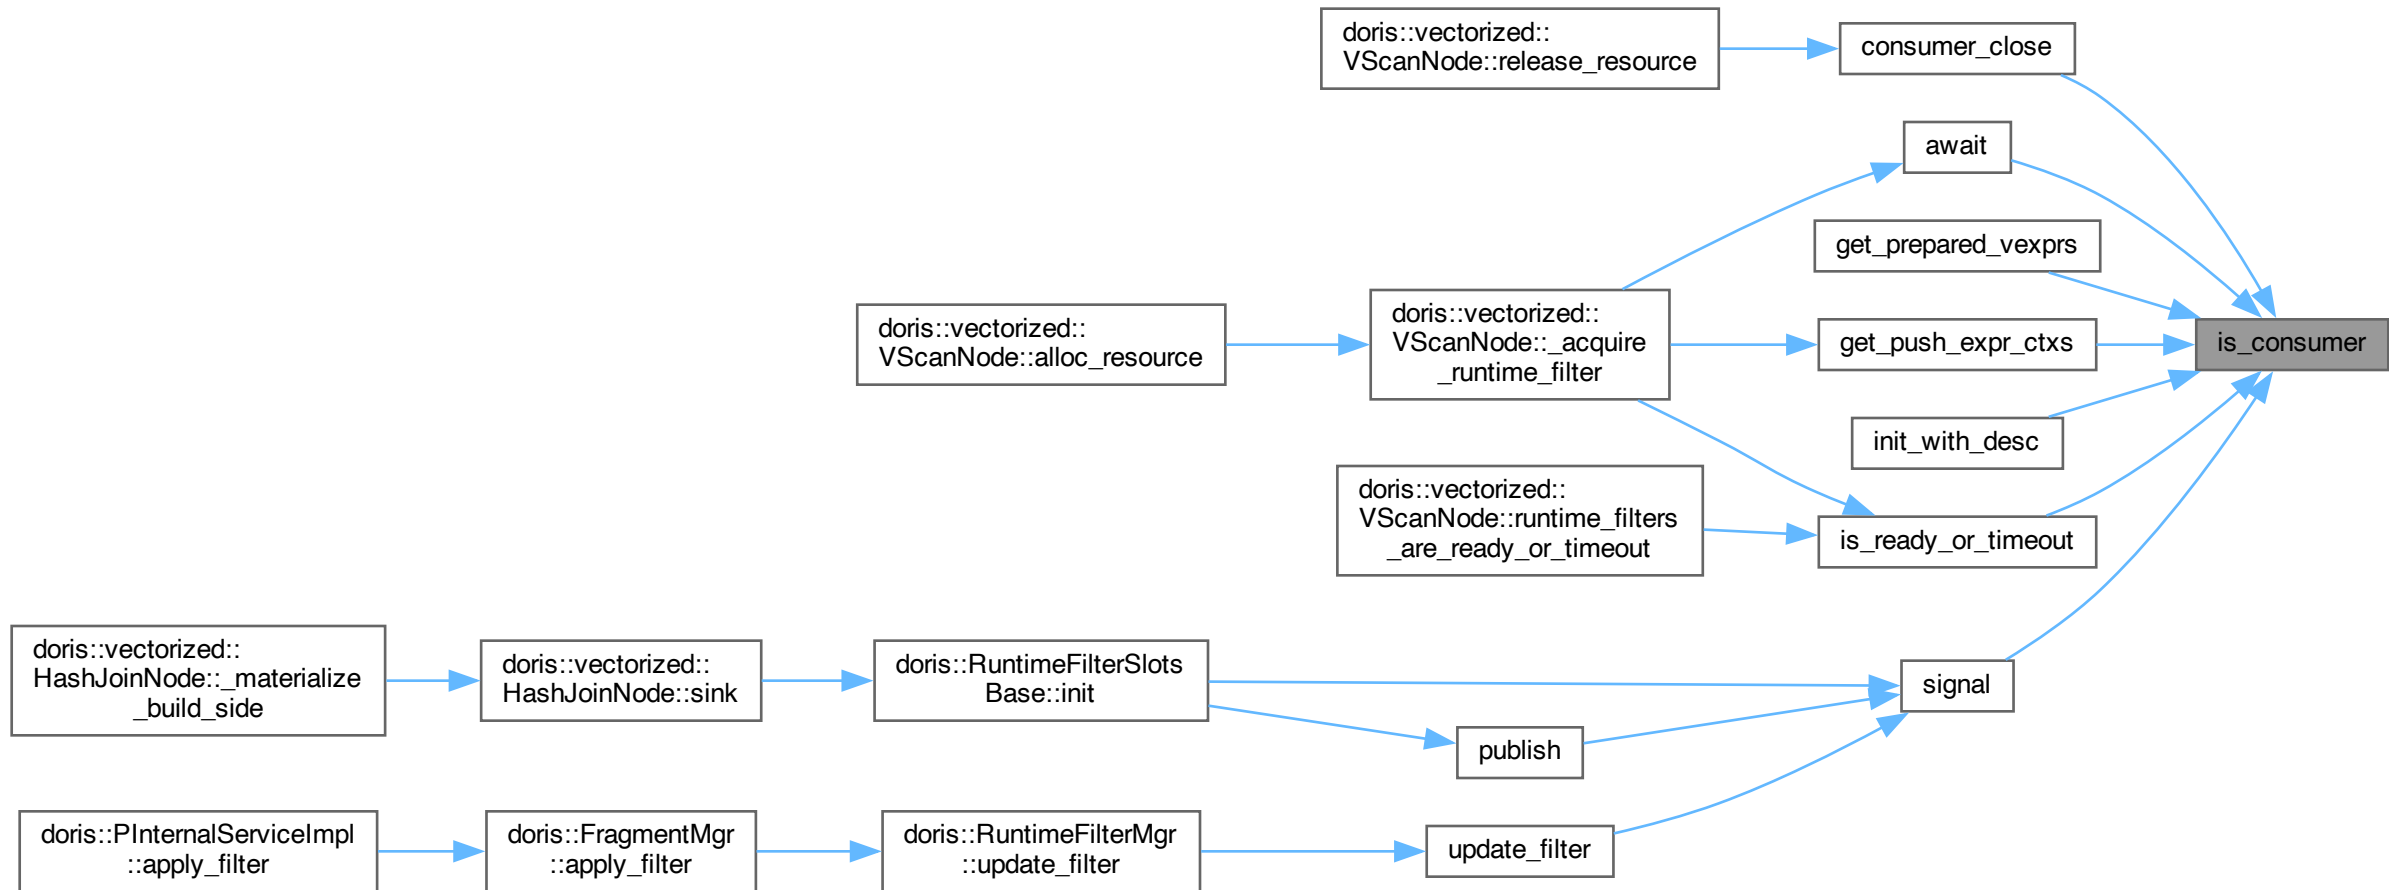 doris::vectorized::
VScanNode::release_resource
consumer_close
await
get_prepared_vexprs
doris::vectorized::
VScanNode::alloc_resource
doris::vectorized::
VScanNode::_acquire
_runtime_filter
get_push_expr_ctxs
is_consumer
init_with_desc
doris::vectorized::
VScanNode::runtime_filters
_are_ready_or_timeout
is_ready_or_timeout
doris::vectorized::
HashJoinNode::_materialize
_build_side
doris::vectorized::
HashJoinNode::sink
doris::RuntimeFilterSlots
Base::init
signal
publish
doris::PInternalServiceImpl
::apply_filter
doris::FragmentMgr
::apply_filter
doris::RuntimeFilterMgr
::update_filter
update_filter